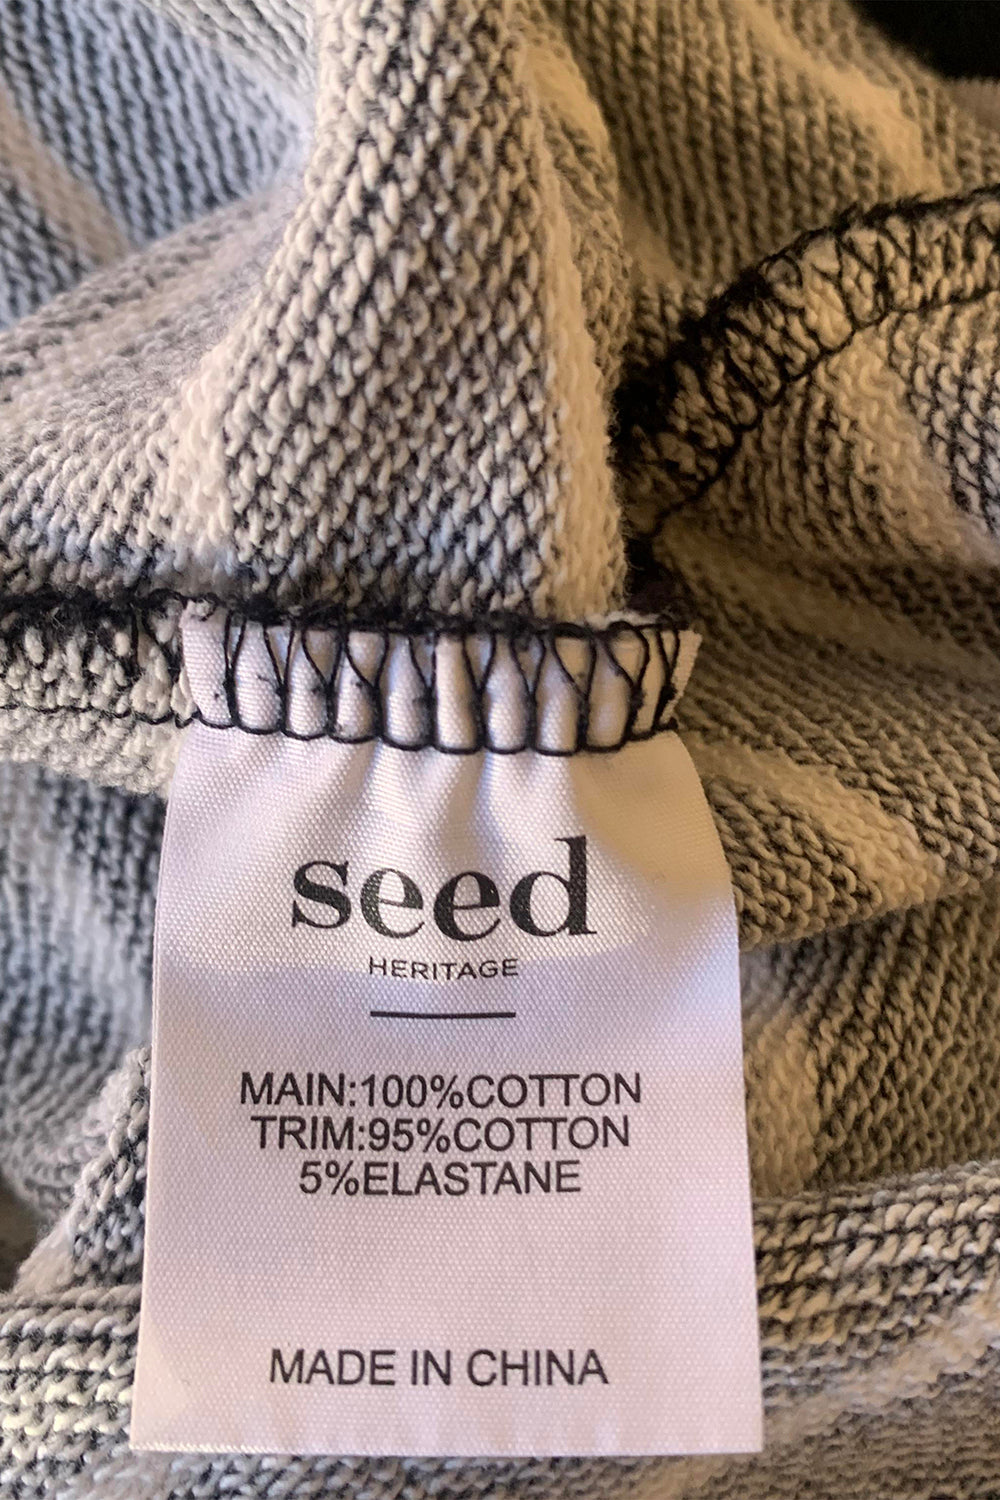 seed
HERITAGE
MAIN:100%COTTON
TRIM:95%COTTON
5%ELASTANE
MADE IN CHINA